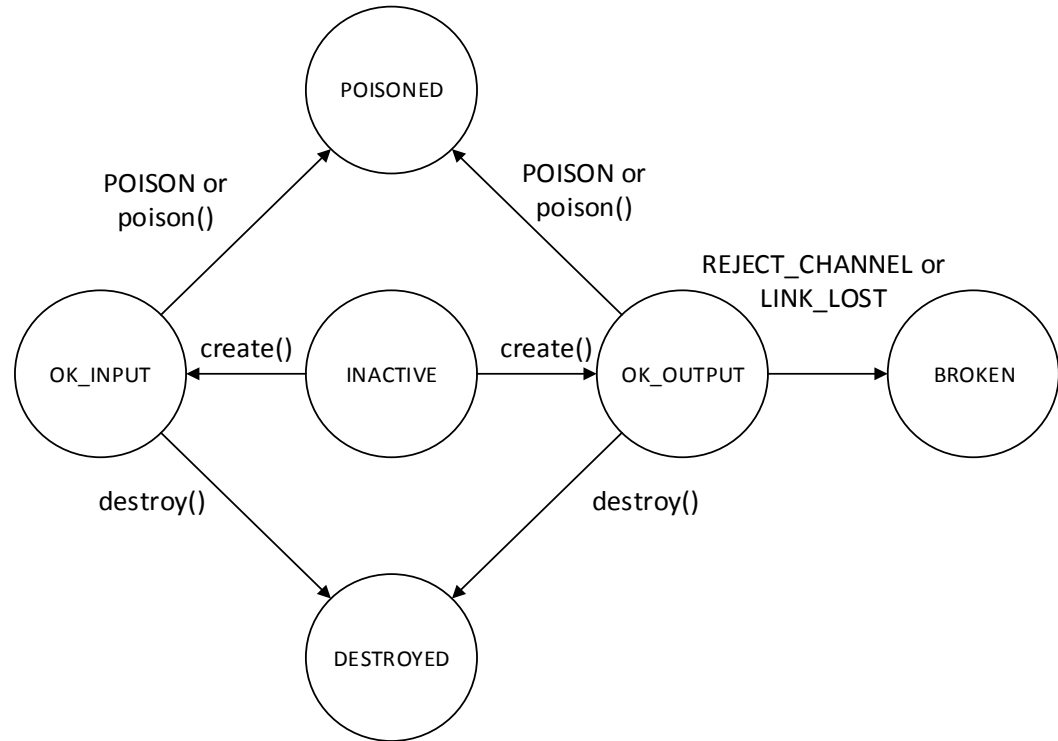 POISONED
POISON or
poison()
POISON or
poison()
REJECT_CHANNEL or
LINK_LOST
OK_INPUT
create()
INACTIVE
create()
OK_OUTPUT
BROKEN
destroy()
destroy()
DESTROYED